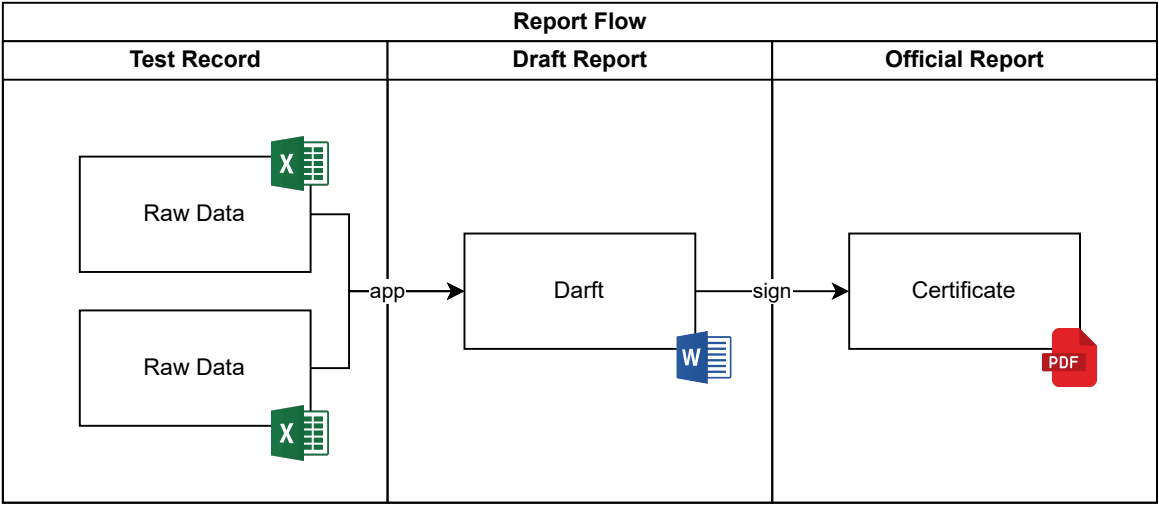 Report Flow
Test Record
Draft Report
Official Report
X
Raw Data
app
Darft
sign
Certificate
Raw Data
W
PDF
X